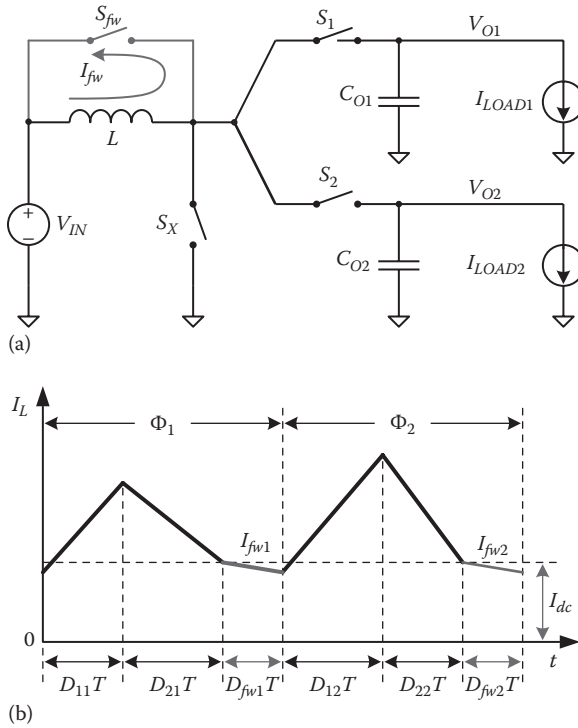 S_fw
I_fw
L
V_IN
+
−
S_X
S_1
V_O1
C_O1
I_LOAD1
S_2
V_O2
C_O2
I_LOAD2
(a)
I_L
Φ_1
Φ_2
I_fw1
I_fw2
I_dc
0
t
D_11T
D_21T
D_fw1T
D_12T
D_22T
D_fw2T
(b)